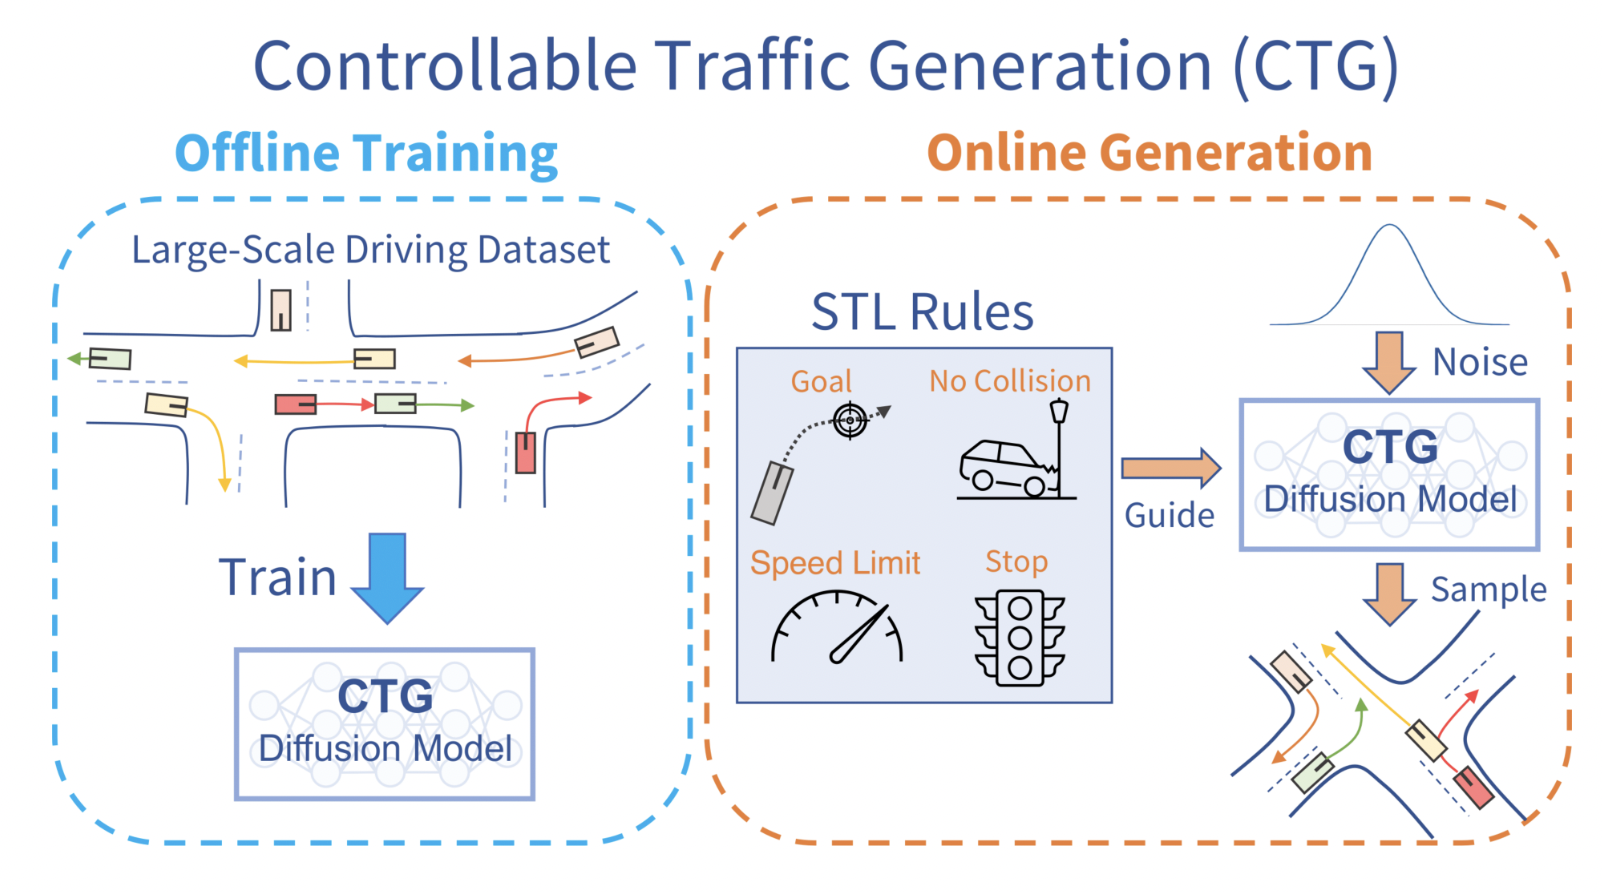 Controllable Traffic Generation (CTG)
Offline Training
Large-Scale Driving Dataset
Train
CTG
Diffusion Model
Online Generation
STL Rules
Goal
No Collision
Speed Limit
Stop
Guide
Noise
CTG
Diffusion Model
Sample